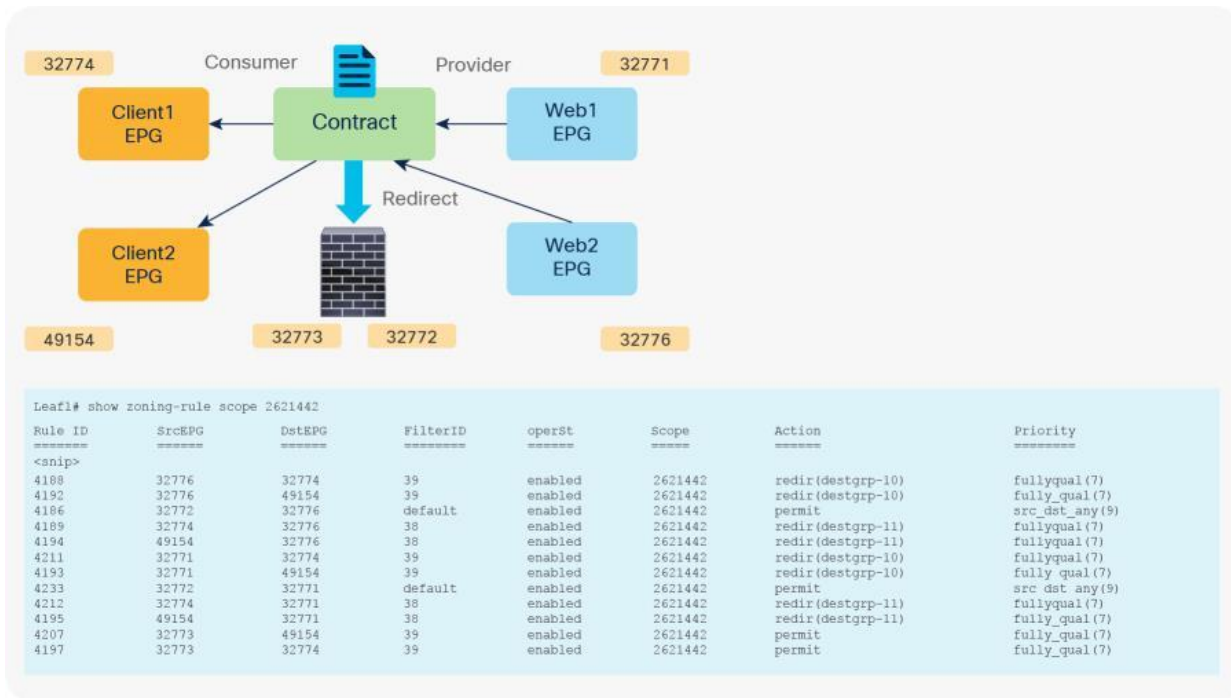 32774
Consumer
Provider
32771
Client1
EPG
Contract
Web1
EPG
Redirect
Client2
EPG
Web2
EPG
49154
32773
32772
32776
Leaf1# show zoning-rule scope 2621442
Rule ID SrcEPG DstEPG FilterID operSt Scope Action Priority
======= ====== ====== ======== ====== ===== ====== ========
<snip>
4188 32776 32774 39 enabled 2621442 redir(destgrp-10) fullyqual(7)
4192 32776 49154 39 enabled 2621442 redir(destgrp-10) fully_qual(7)
4186 32772 32776 default enabled 2621442 permit src_dst_any(9)
4189 32774 32776 38 enabled 2621442 redir(destgrp-11) fullyqual(7)
4194 49154 32776 38 enabled 2621442 redir(destgrp-11) fullyqual(7)
4211 32771 32774 39 enabled 2621442 redir(destgrp-10) fullyqual(7)
4193 32771 49154 39 enabled 2621442 redir(destgrp-10) fully qual(7)
4233 32772 32771 default enabled 2621442 permit src dst any(9)
4212 32774 32771 38 enabled 2621442 redir(destgrp-11) fullyqual(7)
4195 49154 32771 38 enabled 2621442 redir(destgrp-11) fully_qual(7)
4207 32773 49154 39 enabled 2621442 permit fully_qual(7)
4197 32773 32774 39 enabled 2621442 permit fully_qual(7)